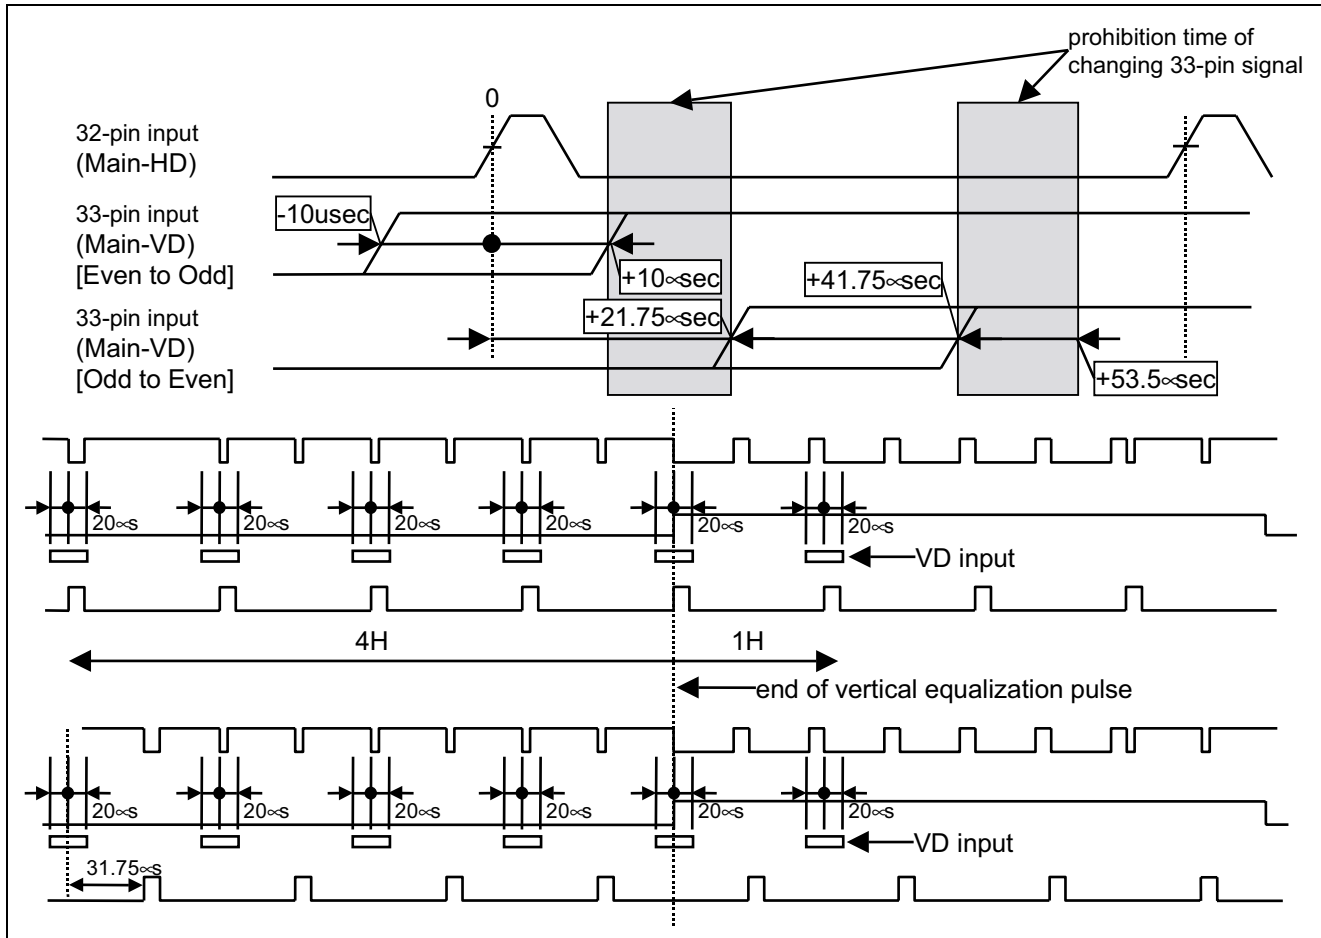 prohibition time of
changing 33-pin signal
0
32-pin input
(Main-HD)
33-pin input
(Main-VD)
[Even to Odd]
-10usec
+10∝sec
33-pin input
(Main-VD)
[Odd to Even]
+21.75∝sec
+41.75∝sec
+53.5∝sec
20∝s 20∝s 20∝s 20∝s 20∝s 20∝s
VD input
4H 1H
end of vertical equalization pulse
20∝s 20∝s 20∝s 20∝s 20∝s 20∝s
VD input
31.75∝s